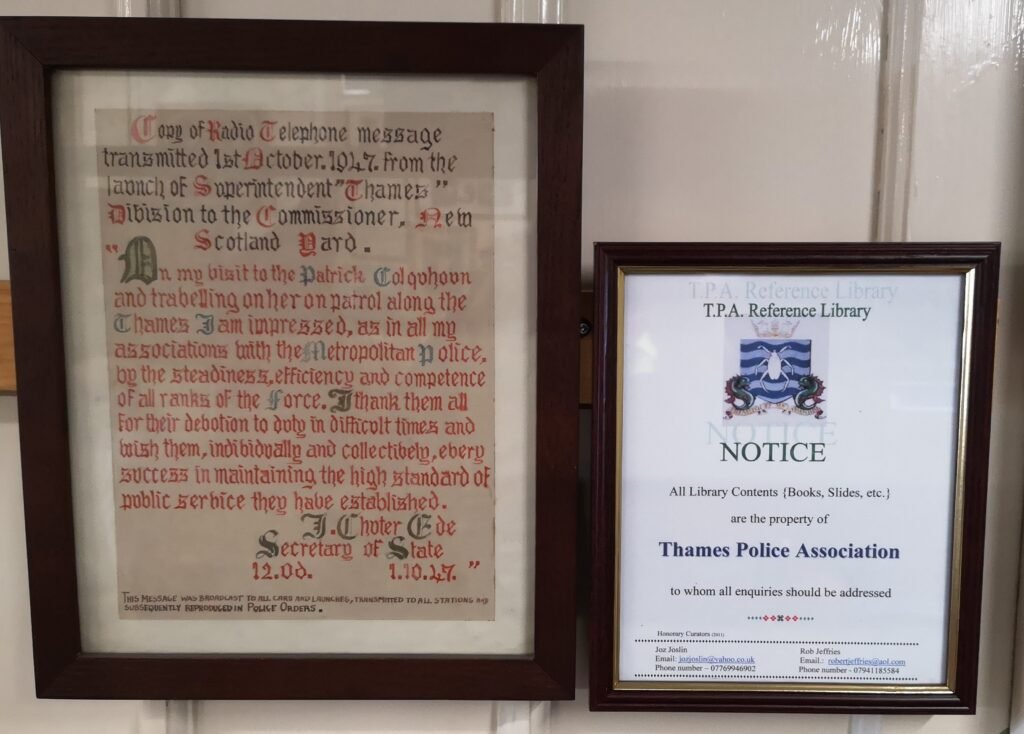 Copy of Radio Telephone message
transmitted 1st October. 1947. from the
launch of Superintendent "Thames"
Division to the Commissioner, New
Scotland Yard.
"On my visit to the Patrick Colquhoun
and travelling on her on patrol along the
Thames I am impressed, as in all my
associations with the Metropolitan Police,
by the steadiness, efficiency and competence
of all ranks of the Force. I thank them all
for their devotion to duty in difficult times and
wish them, individually and collectively, every
success in maintaining the high standard of
public service they have established.
J. Chuter Ede
Secretary of State
12.00. 1.10.47."
THIS MESSAGE WAS BROADCAST TO ALL CARS AND LAUNCHES, TRANSMITTED TO ALL STATIONS AND
SUBSEQUENTLY REPRODUCED IN POLICE ORDERS.
T.P.A. Reference Library
NOTICE
All Library Contents {Books, Slides, etc.}
are the property of
Thames Police Association
to whom all enquiries should be addressed
Honorary Curators (2011)
Joz Joslin
Email: jozjoslin@yahoo.co.uk
Phone number – 07769946902
Rob Jeffries
Email.: robertjeffries@aol.com
Phone number - 07941185584